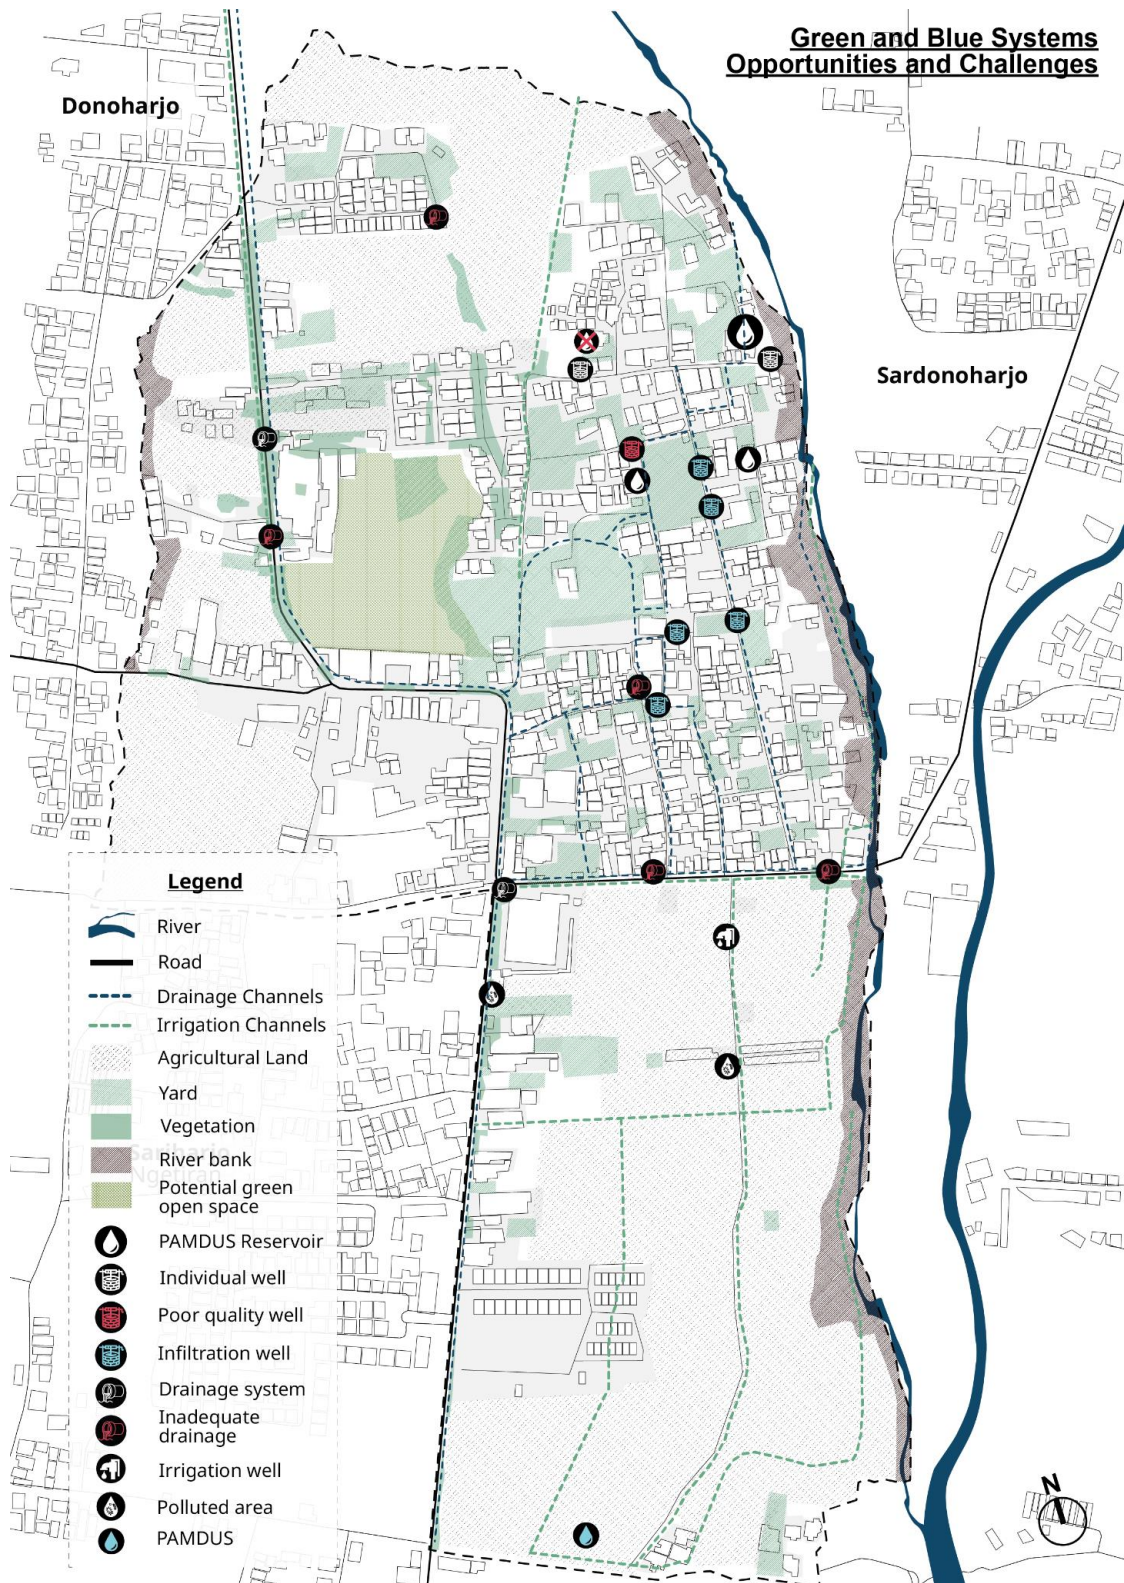 Green and Blue Systems
Opportunities and Challenges
Donoharjo
Sardonoharjo
Legend
River
Road
Drainage Channels
Irrigation Channels
Agricultural Land
Yard
Vegetation
Sariharjo
Ngetiran
River bank
Potential green
open space
PAMDUS Reservoir
Individual well
Poor quality well
Infiltration well
Drainage system
Inadequate
drainage
Irrigation well
Polluted area
PAMDUS
N